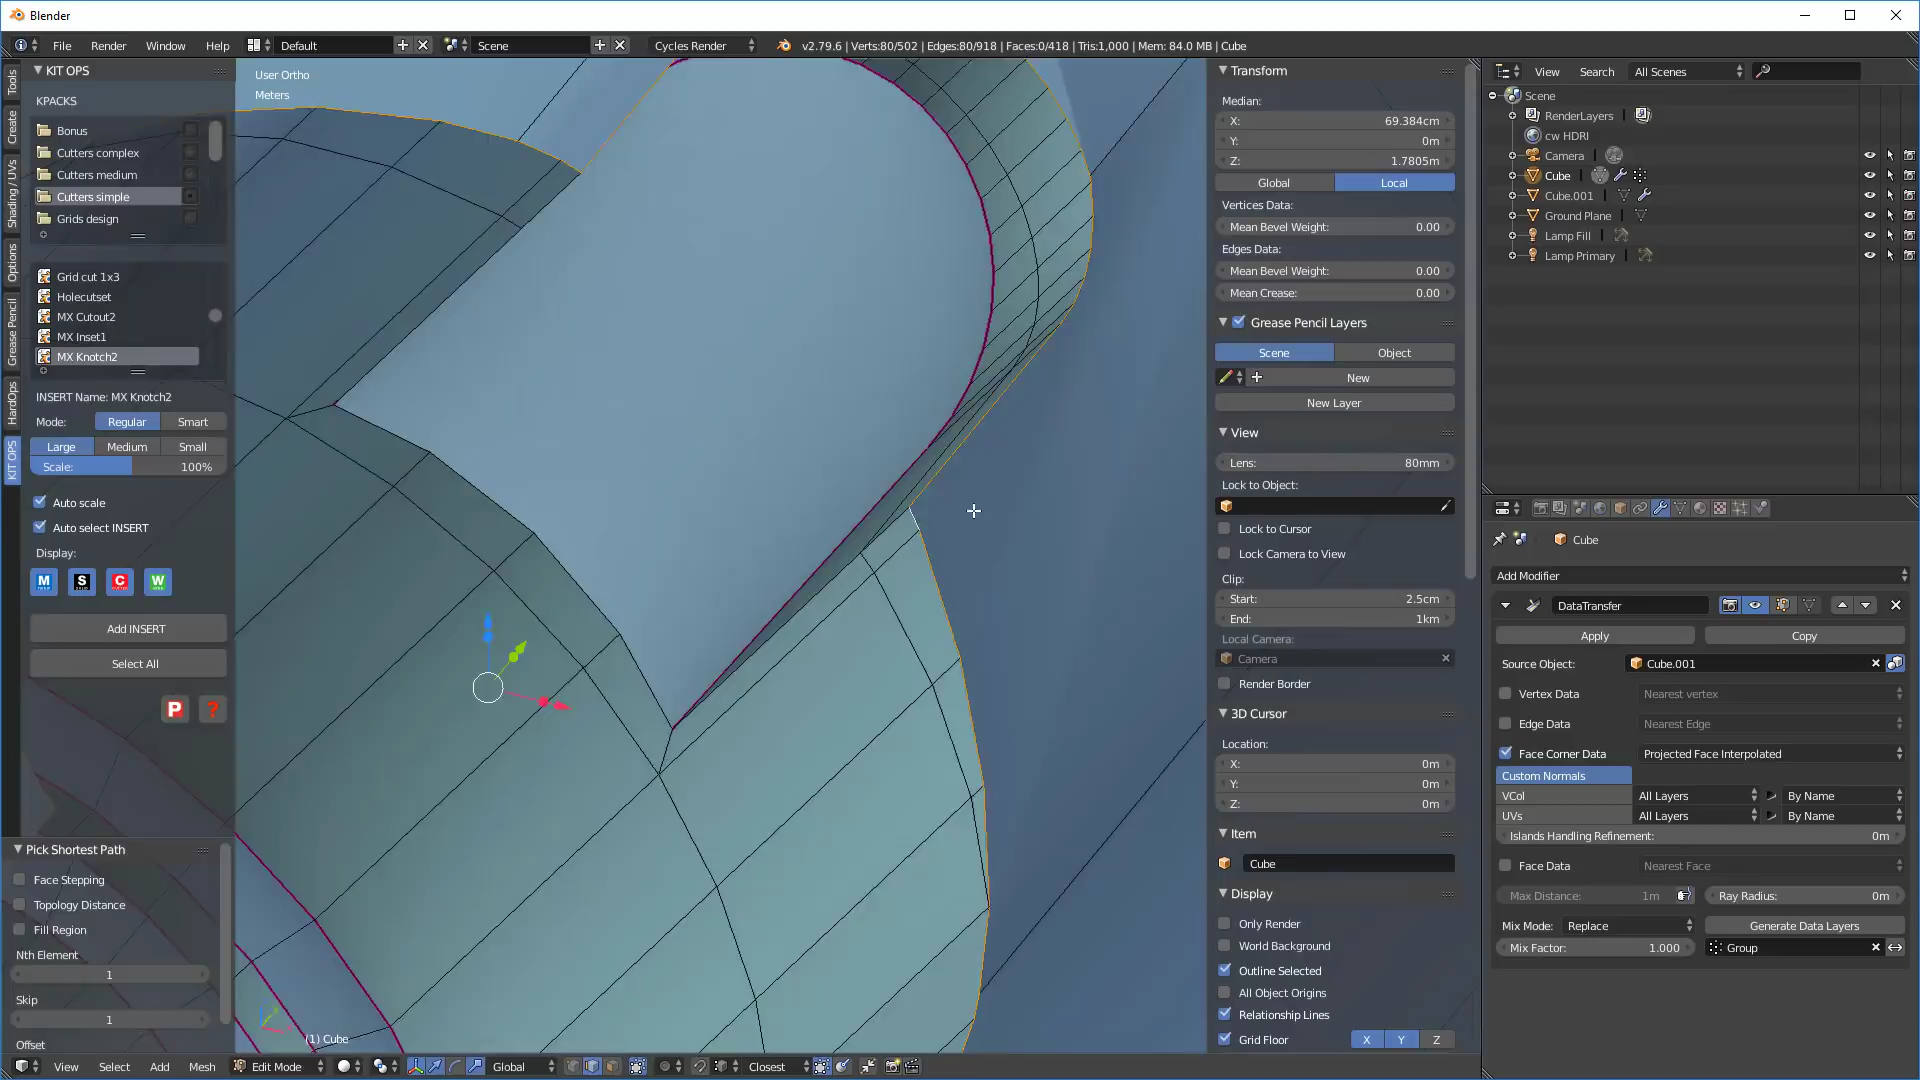 Blender
File Render Window Help Default Scene Cycles Render v2.79.6 | Verts:80/502 | Edges:80/918 | Faces:0/418 | Tris:1,000 | Mem: 84.0 MB | Cube
Tools
Create
Shading / UVs
Options
Grease Pencil
HardOps
KIT OPS
KIT OPS
KPACKS
Bonus
Cutters complex
Cutters medium
Cutters simple
Grids design
Grid cut 1x3
Holecutset
MX Cutout2
MX Inset1
MX Knotch2
INSERT Name: MX Knotch2
Mode: Regular Smart
Large Medium Small
Scale: 100%
Auto scale
Auto select INSERT
Display:
M S C W
Add INSERT
Select All
P ?
Pick Shortest Path
Face Stepping
Topology Distance
Fill Region
Nth Element
1
Skip
1
Offset
User Ortho
Meters
(1) Cube
View Select Add Mesh Edit Mode Global Closest
Transform
Median:
X: 69.384cm
Y: 0m
Z: 1.7805m
Global Local
Vertices Data:
Mean Bevel Weight: 0.00
Edges Data:
Mean Bevel Weight: 0.00
Mean Crease: 0.00
Grease Pencil Layers
Scene Object
New
New Layer
View
Lens: 80mm
Lock to Object:
Lock to Cursor
Lock Camera to View
Clip:
Start: 2.5cm
End: 1km
Local Camera:
Camera
Render Border
3D Cursor
Location:
X: 0m
Y: 0m
Z: 0m
Item
Cube
Display
Only Render
World Background
Outline Selected
All Object Origins
Relationship Lines
Grid Floor X Y Z
View Search All Scenes
Scene
RenderLayers
cw HDRI
Camera
Cube
Cube.001
Ground Plane
Lamp Fill
Lamp Primary
Cube
Add Modifier
DataTransfer
Apply Copy
Source Object: Cube.001
Vertex Data Nearest vertex
Edge Data Nearest Edge
Face Corner Data Projected Face Interpolated
Custom Normals
VCol All Layers By Name
UVs All Layers By Name
Islands Handling Refinement: 0m
Face Data Nearest Face
Max Distance: 1m Ray Radius: 0m
Mix Mode: Replace Generate Data Layers
Mix Factor: 1.000 Group